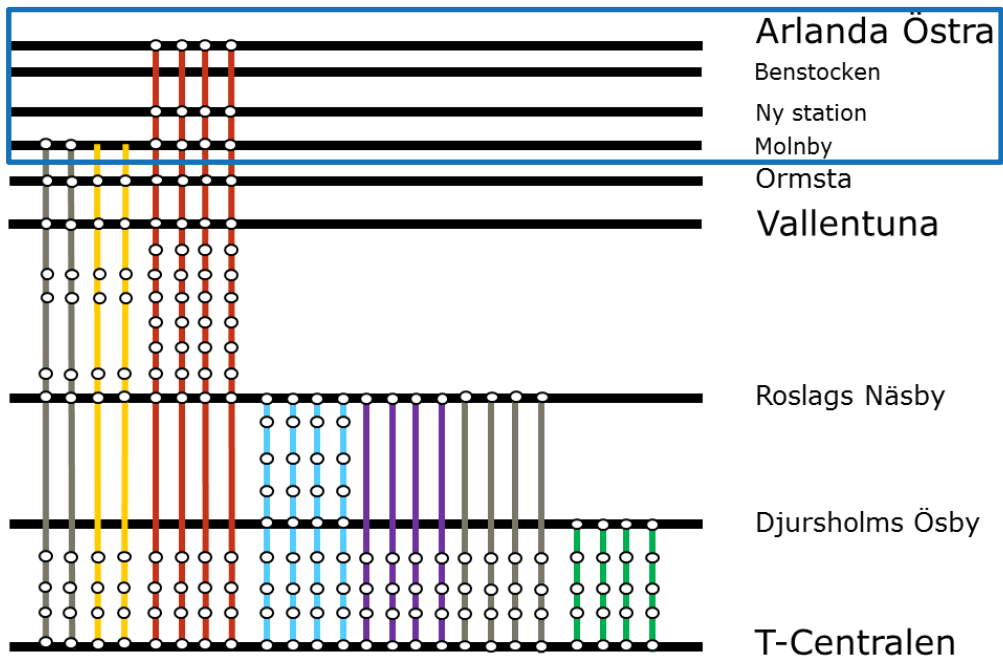 Arlanda Östra
Benstocken
Ny station
Molnby
Ormsta
Vallentuna
Roslags Näsby
Djursholms Ösby
T-Centralen